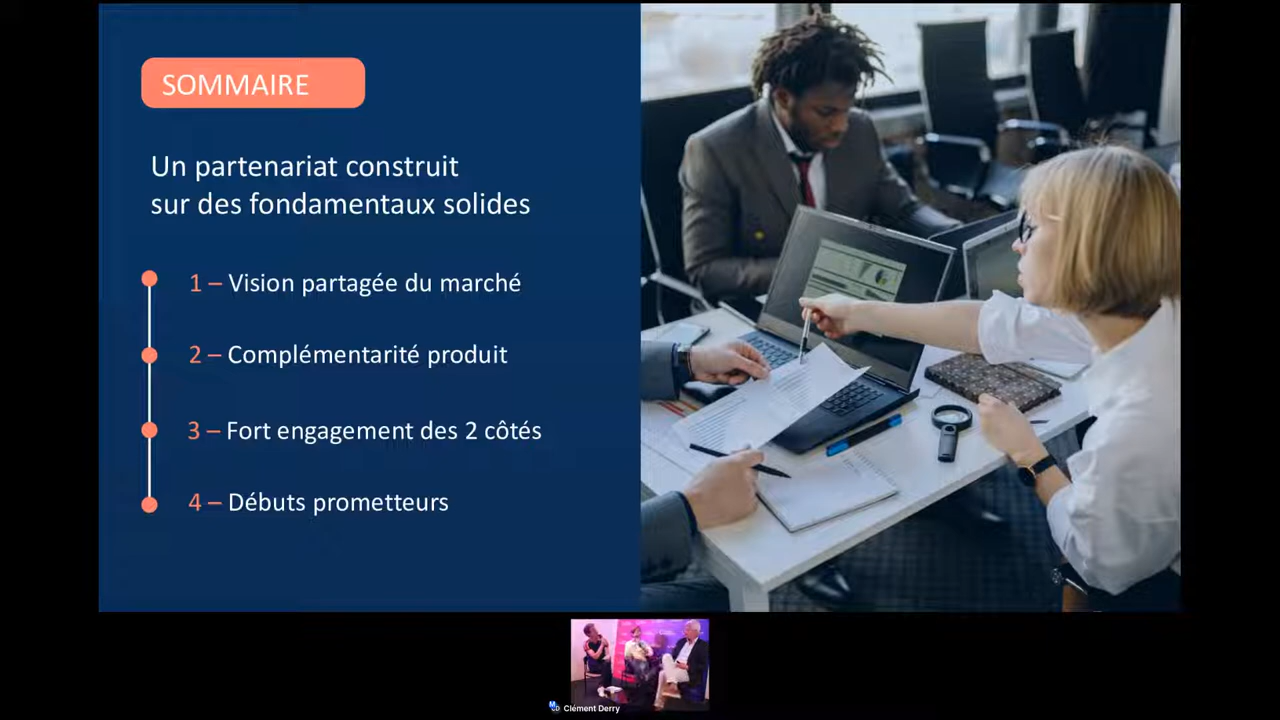 SOMMAIRE
Un partenariat construit
sur des fondamentaux solides
1 – Vision partagée du marché
2 – Complémentarité produit
3 – Fort engagement des 2 côtés
4 – Débuts prometteurs
Clément Derry